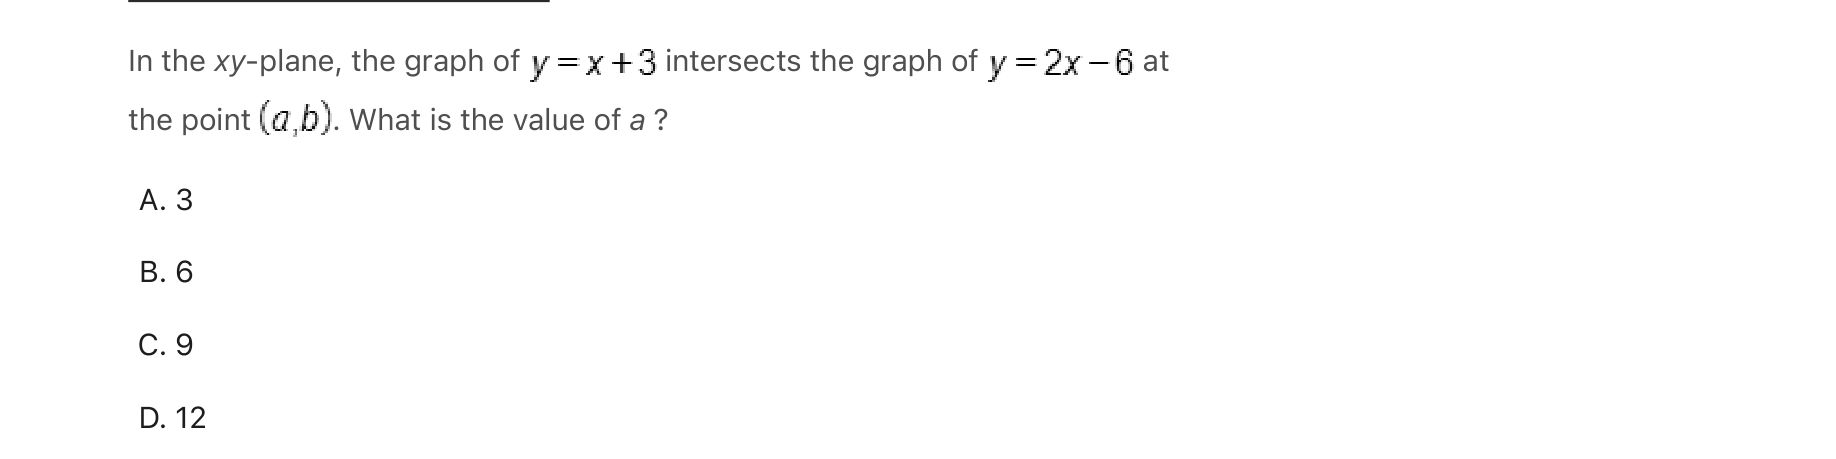 In the xy-plane, the graph of y = x + 3 intersects the graph of y = 2x – 6 at
the point (a,b). What is the value of a ?
A. 3
B. 6
C. 9
D. 12